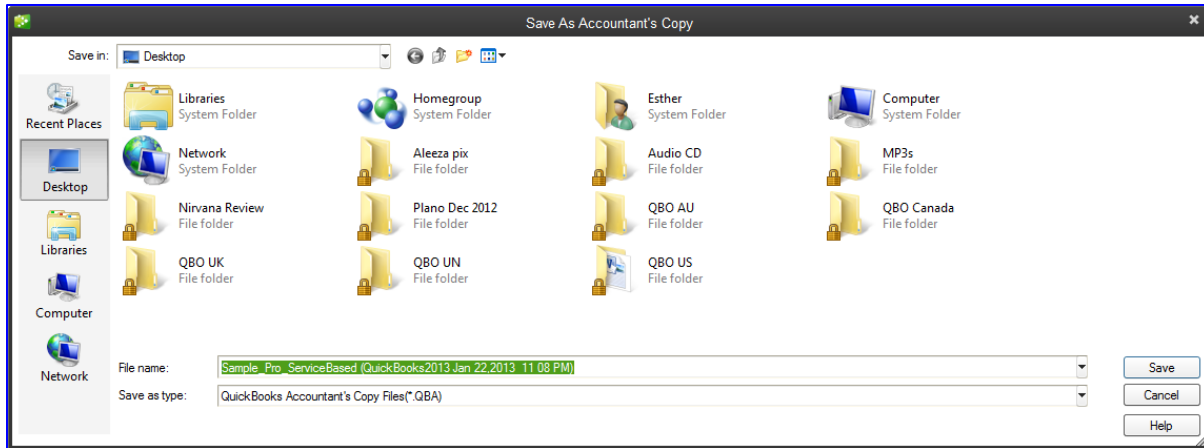 Save As Accountant's Copy
Save in: Desktop
Recent Places
Desktop
Libraries
Computer
Network
Libraries
System Folder
Homegroup
System Folder
Esther
System Folder
Computer
System Folder
Network
System Folder
Aleeza pix
File folder
Audio CD
File folder
MP3s
File folder
Nirvana Review
File folder
Plano Dec 2012
File folder
QBO AU
File folder
QBO Canada
File folder
QBO UK
File folder
QBO UN
File folder
QBO US
File folder
File name: Sample_Pro_ServiceBased (QuickBooks2013 Jan 22,2013 11 08 PM)
Save as type: QuickBooks Accountant's Copy Files(*.QBA)
Save
Cancel
Help